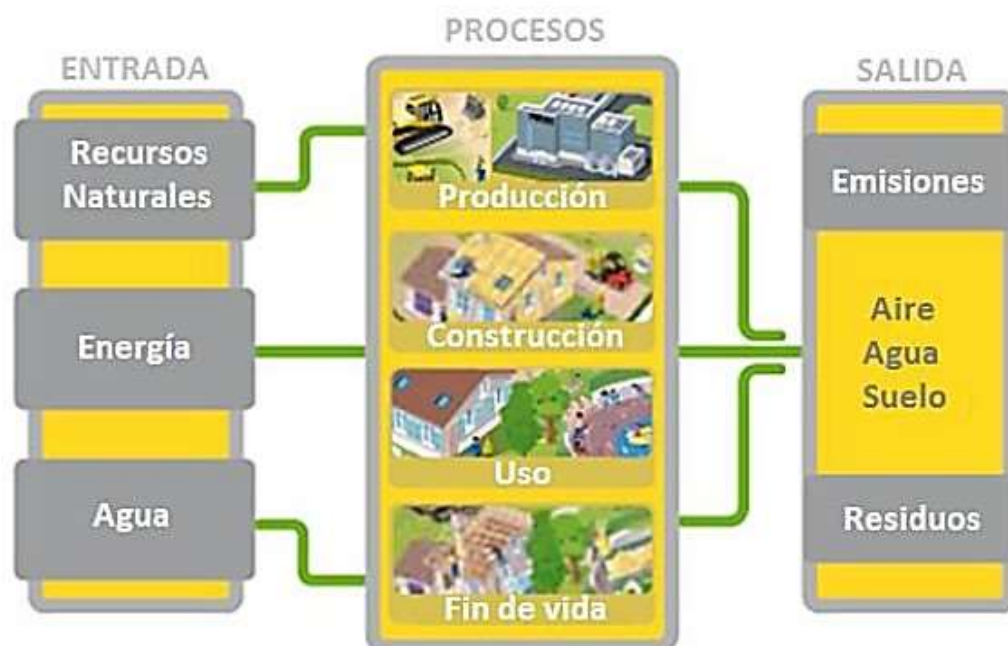 ENTRADA
Recursos
Naturales
Energía
Agua
PROCESOS
Producción
Construcción
Uso
Fin de vida
SALIDA
Emisiones
Aire
Agua
Suelo
Residuos